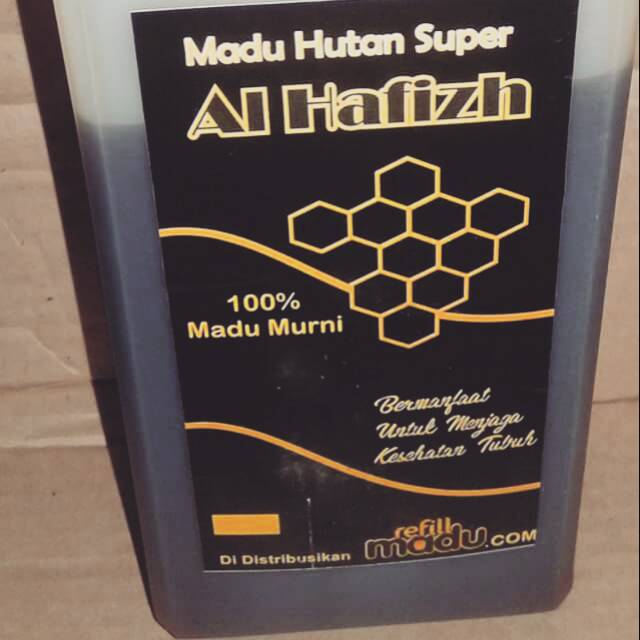 Madu Hutan Super
Al Hafizh
100%
Madu Murni
Bermanfaat
Untuk Menjaga
Kesehatan Tubuh
refill
madu.COM
Di Distribusikan